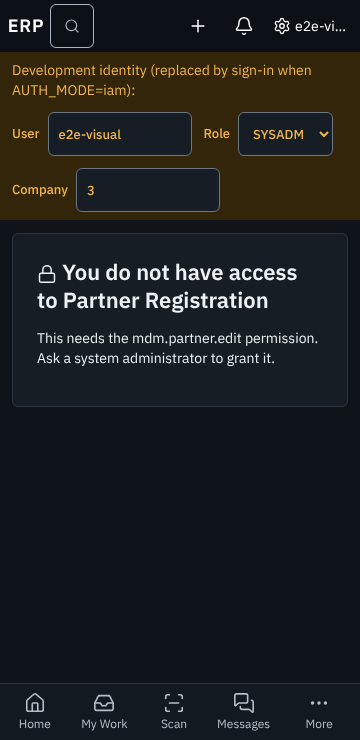 ERP
e2e-vi...
Development identity (replaced by sign-in when
AUTH_MODE=iam):
User e2e-visual Role SYSADM
Company 3
You do not have access
to Partner Registration
This needs the mdm.partner.edit permission.
Ask a system administrator to grant it.
Home My Work Scan Messages More